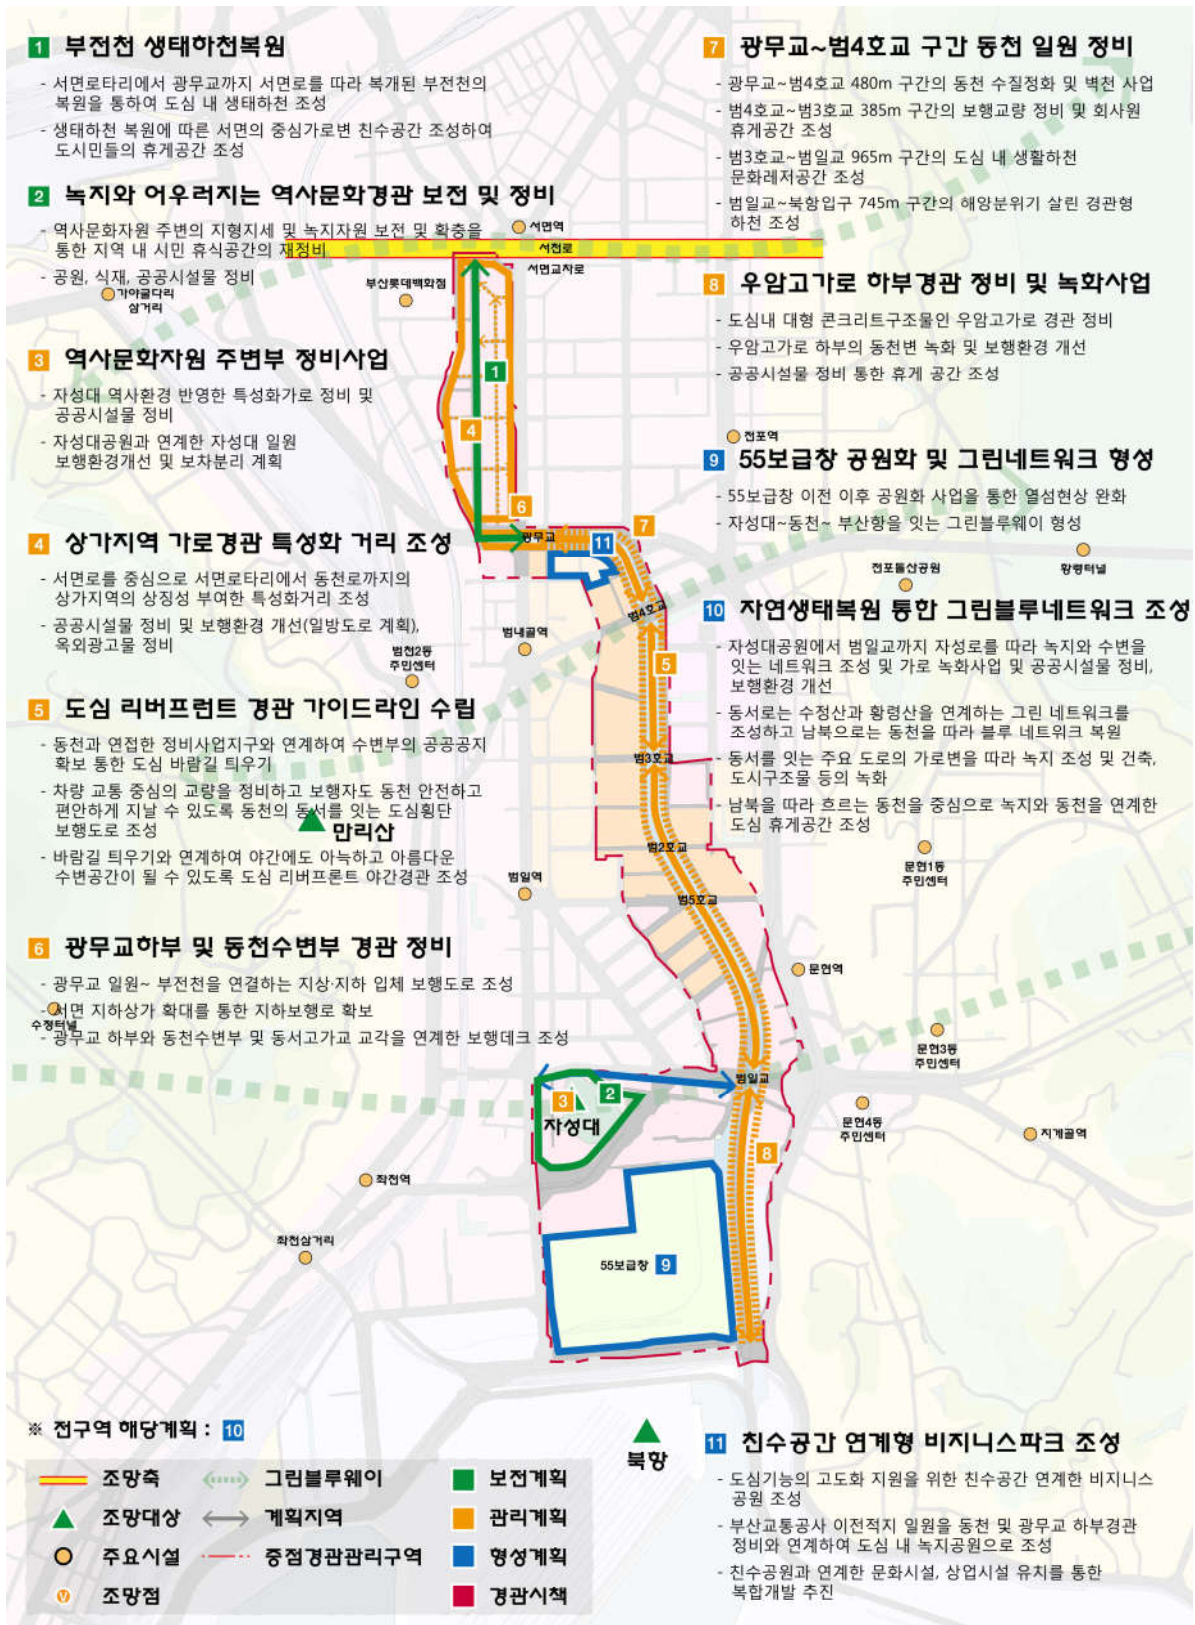 1 부전천 생태하천복원
- 서면로타리에서 광무교까지 서면로를 따라 복개된 부전천의
복원을 통하여 도심 내 생태하천 조성
- 생태하천 복원에 따른 서면의 중심가로변 친수공간 조성하여
도시민들의 휴게공간 조성
2 녹지와 어우러지는 역사문화경관 보전 및 정비
- 역사문화자원 주변의 지형지세 및 녹지자원 보전 및 확충을
통한 지역 내 시민 휴식공간의 재정비
- 공원, 식재, 공공시설물 정비
3 역사문화자원 주변부 정비사업
- 자성대 역사환경 반영한 특성화가로 정비 및
공공시설물 정비
- 자성대공원과 연계한 자성대 일원
보행환경개선 및 보차분리 계획
4 상가지역 가로경관 특성화 거리 조성
- 서면로를 중심으로 서면로타리에서 동천로까지의
상가지역의 상징성 부여한 특성화거리 조성
- 공공시설물 정비 및 보행환경 개선(일방도로 계획),
옥외광고물 정비
5 도심 리버프런트 경관 가이드라인 수립
- 동천과 연접한 정비사업지구와 연계하여 수변부의 공공공지
확보 통한 도심 바람길 틔우기
- 차량 교통 중심의 교량을 정비하고 보행자도 동천 안전하고
편안하게 지날 수 있도록 동천의 동서를 잇는 도심횡단
보행도로 조성
- 바람길 틔우기와 연계하여 야간에도 아늑하고 아름다운
수변공간이 될 수 있도록 도심 리버프론트 야간경관 조성
6 광무교하부 및 동천수변부 경관 정비
- 광무교 일원~ 부전천을 연결하는 지상·지하 입체 보행도로 조성
- 서면 지하상가 확대를 통한 지하보행로 확보
- 광무교 하부와 동천수변부 및 동서고가교 교각을 연계한 보행데크 조성
7 광무교~범4호교 구간 동천 일원 정비
- 광무교~범4호교 480m 구간의 동천 수질정화 및 벽천 사업
- 범4호교~범3호교 385m 구간의 보행교량 정비 및 회사원
휴게공간 조성
- 범3호교~범일교 965m 구간의 도심 내 생활하천
문화레저공간 조성
- 범일교~북항입구 745m 구간의 해양분위기 살린 경관형
하천 조성
8 우암고가로 하부경관 정비 및 녹화사업
- 도심내 대형 콘크리트구조물인 우암고가로 경관 정비
- 우암고가로 하부의 동천변 녹화 및 보행환경 개선
- 공공시설물 정비 통한 휴게 공간 조성
9 55보급창 공원화 및 그린네트워크 형성
- 55보급창 이전 이후 공원화 사업을 통한 열섬현상 완화
- 자성대~동천~ 부산항을 잇는 그린블루웨이 형성
10 자연생태복원 통한 그린블루네트워크 조성
- 자성대공원에서 범일교까지 자성로를 따라 녹지와 수변을
잇는 네트워크 조성 및 가로 녹화사업 및 공공시설물 정비,
보행환경 개선
- 동서로는 수정산과 황령산을 연계하는 그린 네트워크를
조성하고 남북으로는 동천을 따라 블루 네트워크 복원
- 동서를 잇는 주요 도로의 가로변을 따라 녹지 조성 및 건축,
도시구조물 등의 녹화
- 남북을 따라 흐르는 동천을 중심으로 녹지와 동천을 연계한
도심 휴게공간 조성
11 친수공간 연계형 비지니스파크 조성
- 도심기능의 고도화 지원을 위한 친수공간 연계한 비지니스
공원 조성
- 부산교통공사 이전적지 일원을 동천 및 광무교 하부경관
정비와 연계하여 도심 내 녹지공원으로 조성
- 친수공원과 연계한 문화시설, 상업시설 유치를 통한
복합개발 추진
서면역
서천로
서면교차로
부산롯데백화점
가야굴다리
삼거리
1
4
6
7
광무교
11
전포역
전포돌산공원
황령터널
범4호교
범내골역
범천2동
주민센터
5
범3호교
만리산
범2호교
범일역
범5호교
문현1동
주민센터
문현역
수정터널
문현3동
주민센터
범일교
3
2
자성대
문현4동
주민센터
지게골역
8
좌천역
좌천삼거리
55보급창 9
북항
※ 전구역 해당계획 : 10
조망축
그린블루웨이
보전계획
조망대상
계획지역
관리계획
주요시설
중점경관관리구역
형성계획
V 조망점
경관시책